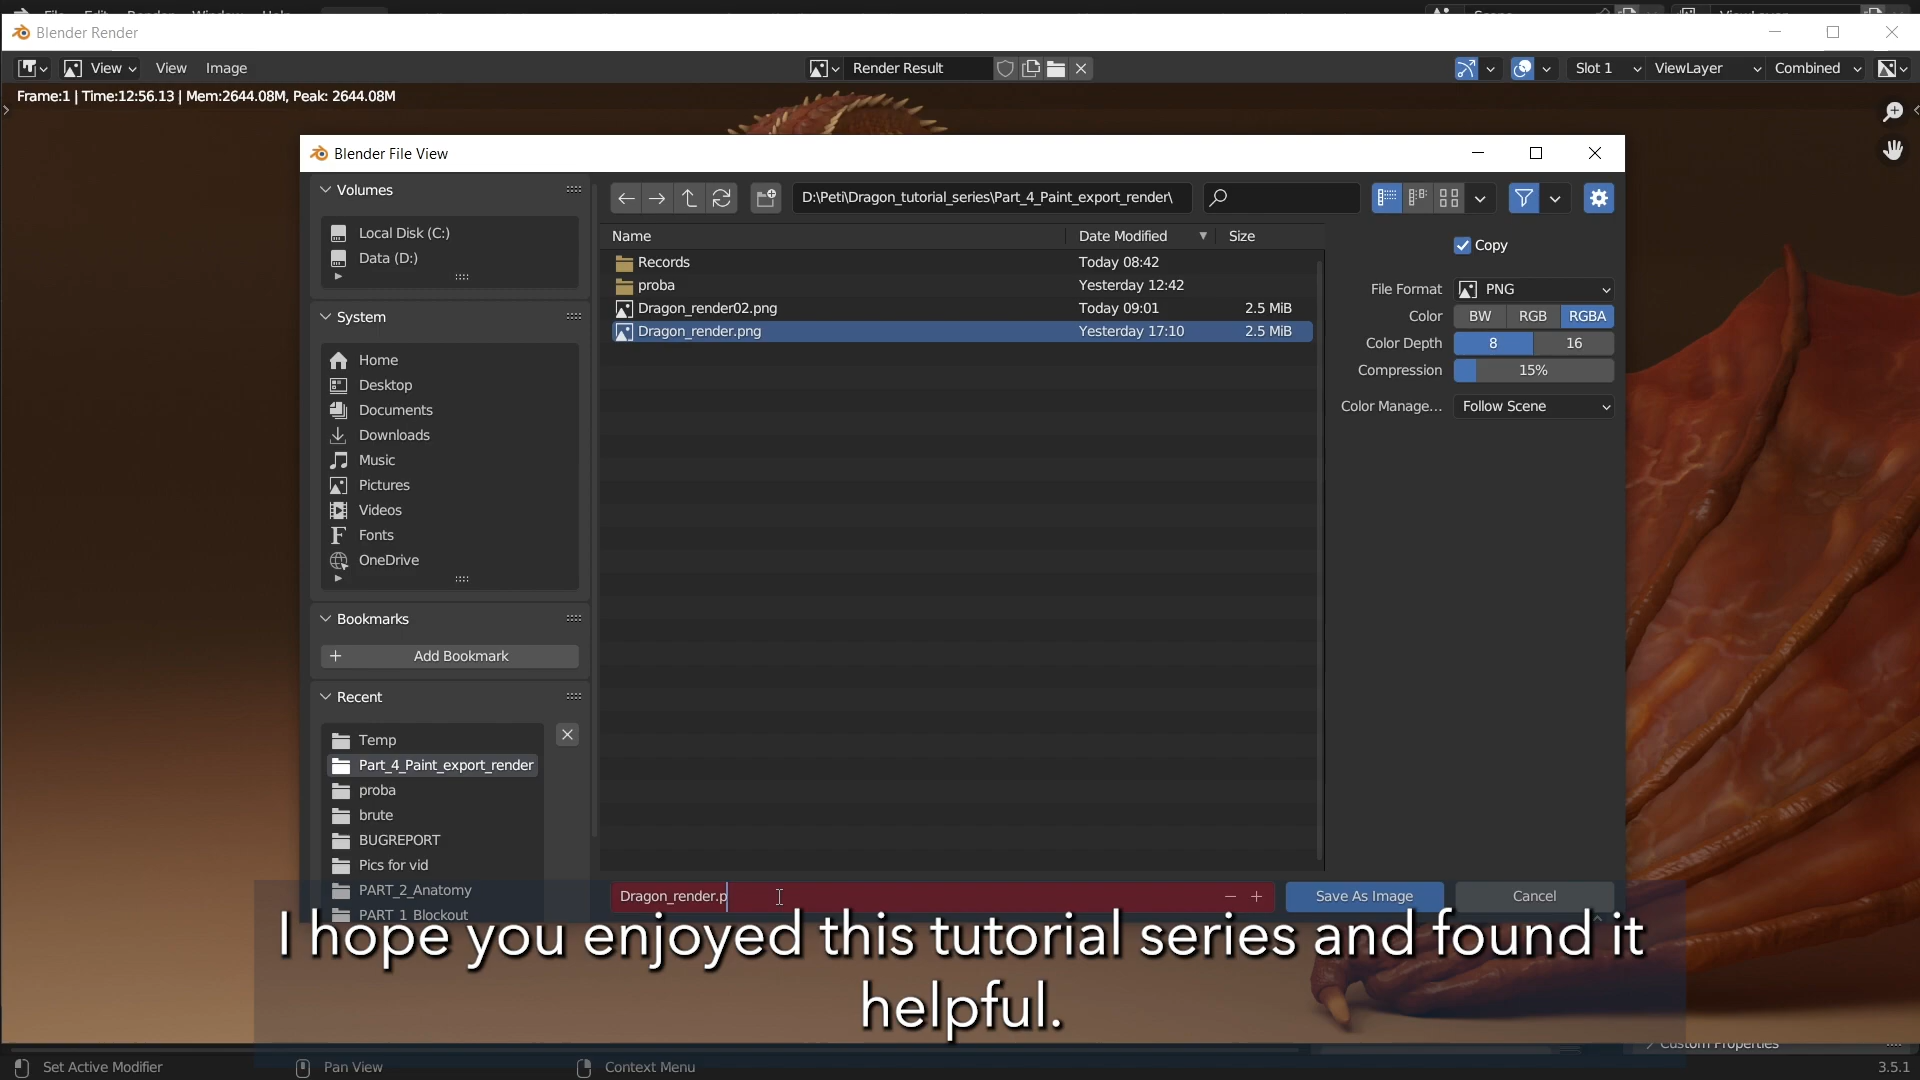 Blender Render
View
View
Image
Render Result
Slot 1
ViewLayer
Combined
Frame:1 | Time:12:56.13 | Mem:2644.08M, Peak: 2644.08M
Blender File View
Volumes
Local Disk (C:)
Data (D:)
System
Home
Desktop
Documents
Downloads
Music
Pictures
Videos
Fonts
OneDrive
Bookmarks
Add Bookmark
Recent
Temp
Part_4_Paint_export_render
proba
brute
BUGREPORT
Pics for vid
PART_2_Anatomy
PART_1_Blockout
D:\Peti\Dragon_tutorial_series\Part_4_Paint_export_render\
Name Date Modified Size
Records Today 08:42
proba Yesterday 12:42
Dragon_render02.png Today 09:01 2.5 MiB
Dragon_render.png Yesterday 17:10 2.5 MiB
Copy
File Format PNG
Color BW RGB RGBA
Color Depth 8 16
Compression 15%
Color Manage... Follow Scene
Dragon_render.p
Save As Image
Cancel
I hope you enjoyed this tutorial series and found it
helpful.
Custom Properties
Set Active Modifier
Pan View
Context Menu
3.5.1